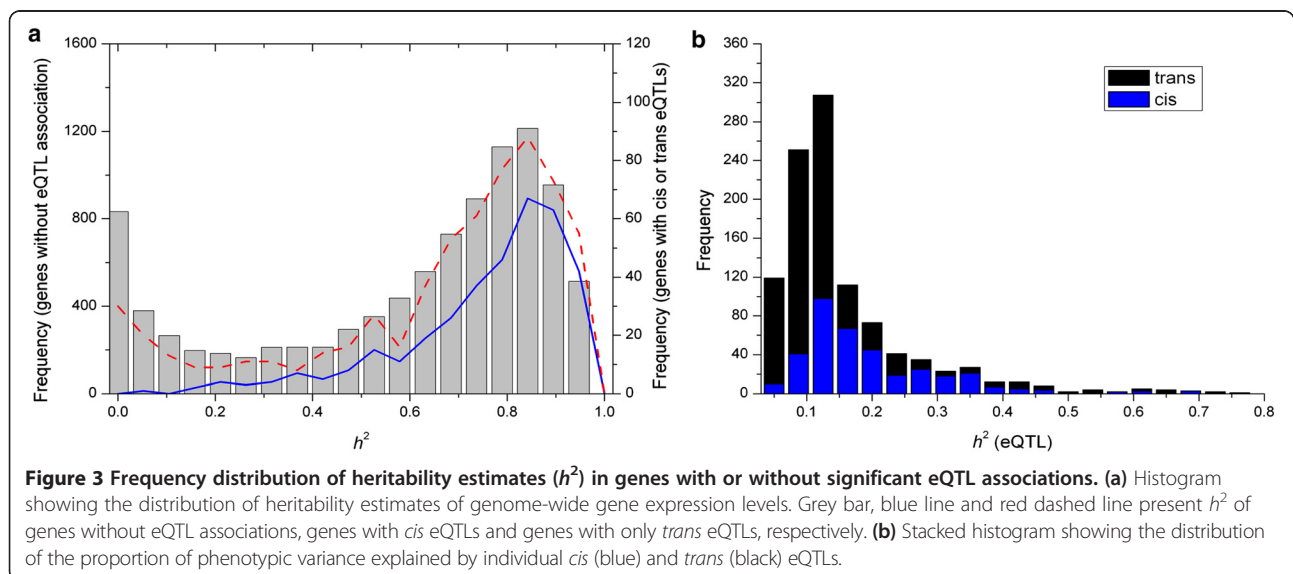 a
1600
1200
800
400
0
120
100
80
60
40
20
0
0.0 0.2 0.4 0.6 0.8 1.0
Frequency (genes without eQTL association)
Frequency (genes with cis or trans eQTLs)
h²
b
360
320
280
240
200
160
120
80
40
0
0.1 0.2 0.3 0.4 0.5 0.6 0.7 0.8
Frequency
h² (eQTL)
trans
cis
Figure 3 Frequency distribution of heritability estimates (h²) in genes with or without significant eQTL associations. (a) Histogram
showing the distribution of heritability estimates of genome-wide gene expression levels. Grey bar, blue line and red dashed line present h² of
genes without eQTL associations, genes with cis eQTLs and genes with only trans eQTLs, respectively. (b) Stacked histogram showing the distribution
of the proportion of phenotypic variance explained by individual cis (blue) and trans (black) eQTLs.